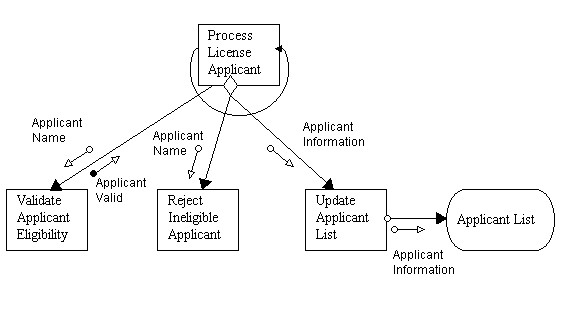 Process
License
Applicant
Applicant
Name
Applicant
Valid
Applicant
Name
Applicant
Information
Validate
Applicant
Eligibility
Reject
Ineligible
Applicant
Update
Applicant
List
Applicant List
Applicant
Information